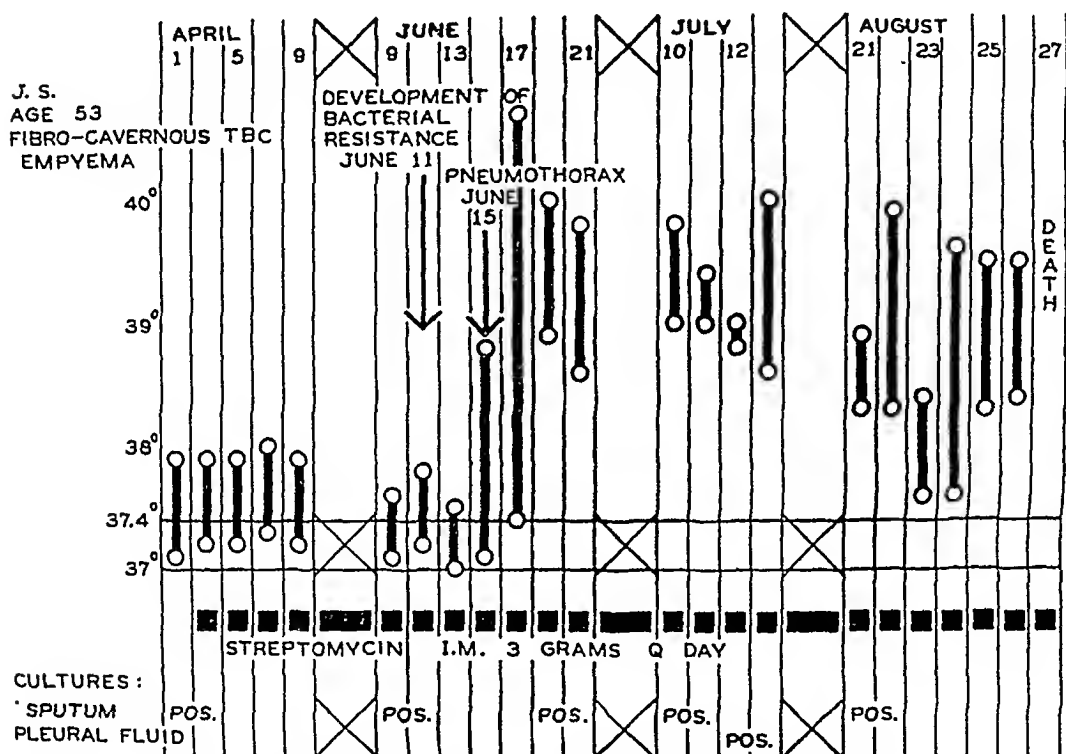 APRIL JUNE JULY AUGUST
1 5 9 9 13 17 21 10 12 21 23 25 27
J. S.
AGE 53
FIBRO-CAVERNOUS TBC
EMPYEMA
DEVELOPMENT OF
BACTERIAL
RESISTANCE
JUNE 11
PNEUMOTHORAX
JUNE
15
DEATH
40°
39°
38°
37.4°
37°
STREPTOMYCIN I.M. 3 GRAMS Q DAY
CULTURES:
SPUTUM POS. POS. POS. POS. POS.
PLEURAL FLUID POS.